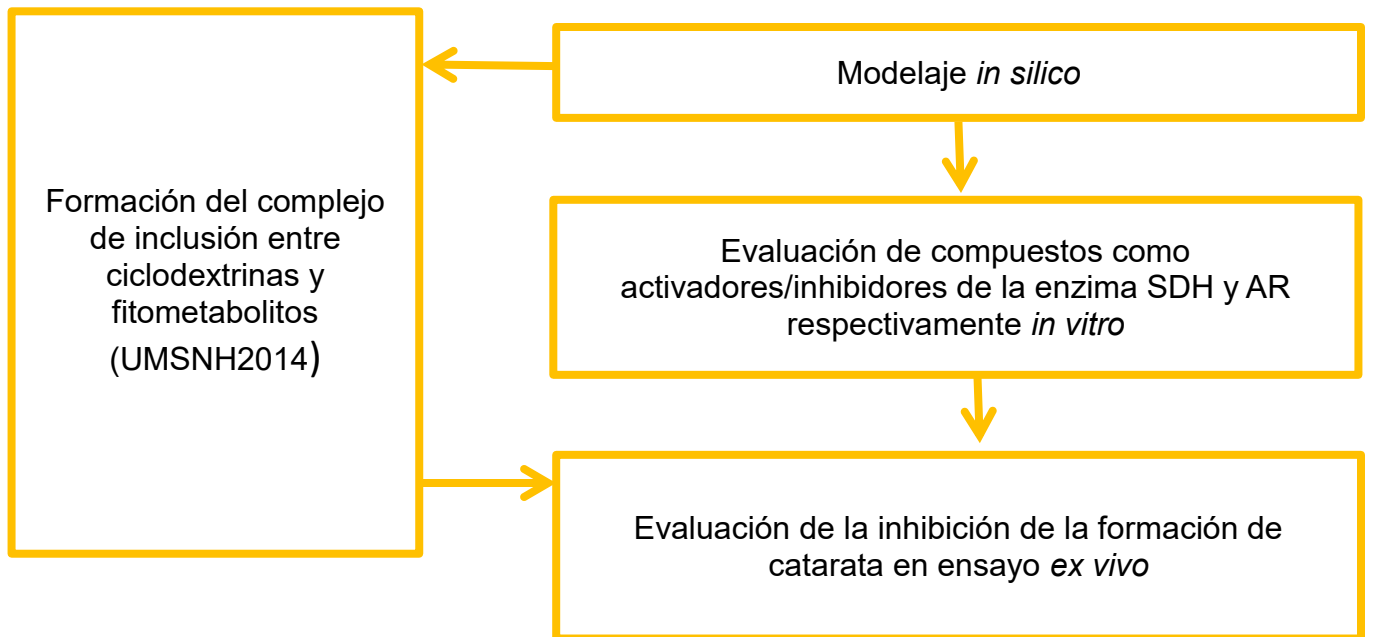 Modelaje in silico
Formación del complejo
de inclusión entre
ciclodextrinas y
fitometabolitos
(UMSNH2014)
Evaluación de compuestos como
activadores/inhibidores de la enzima SDH y AR
respectivamente in vitro
Evaluación de la inhibición de la formación de
catarata en ensayo ex vivo